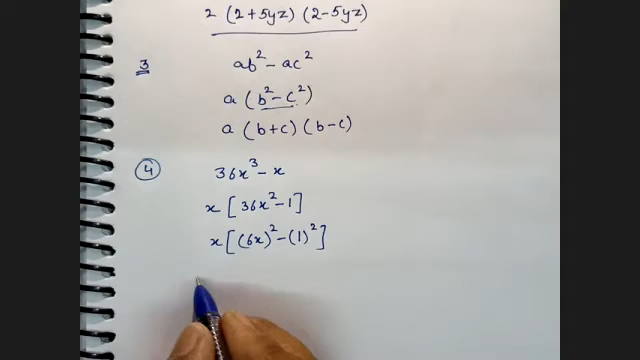 2 (2+5yz) (2-5yz)
3 ab² - ac²
a (b² - c²)
a (b+c) (b-c)
4 36x³ - x
x [36x² - 1]
x [(6x)² - (1)²]